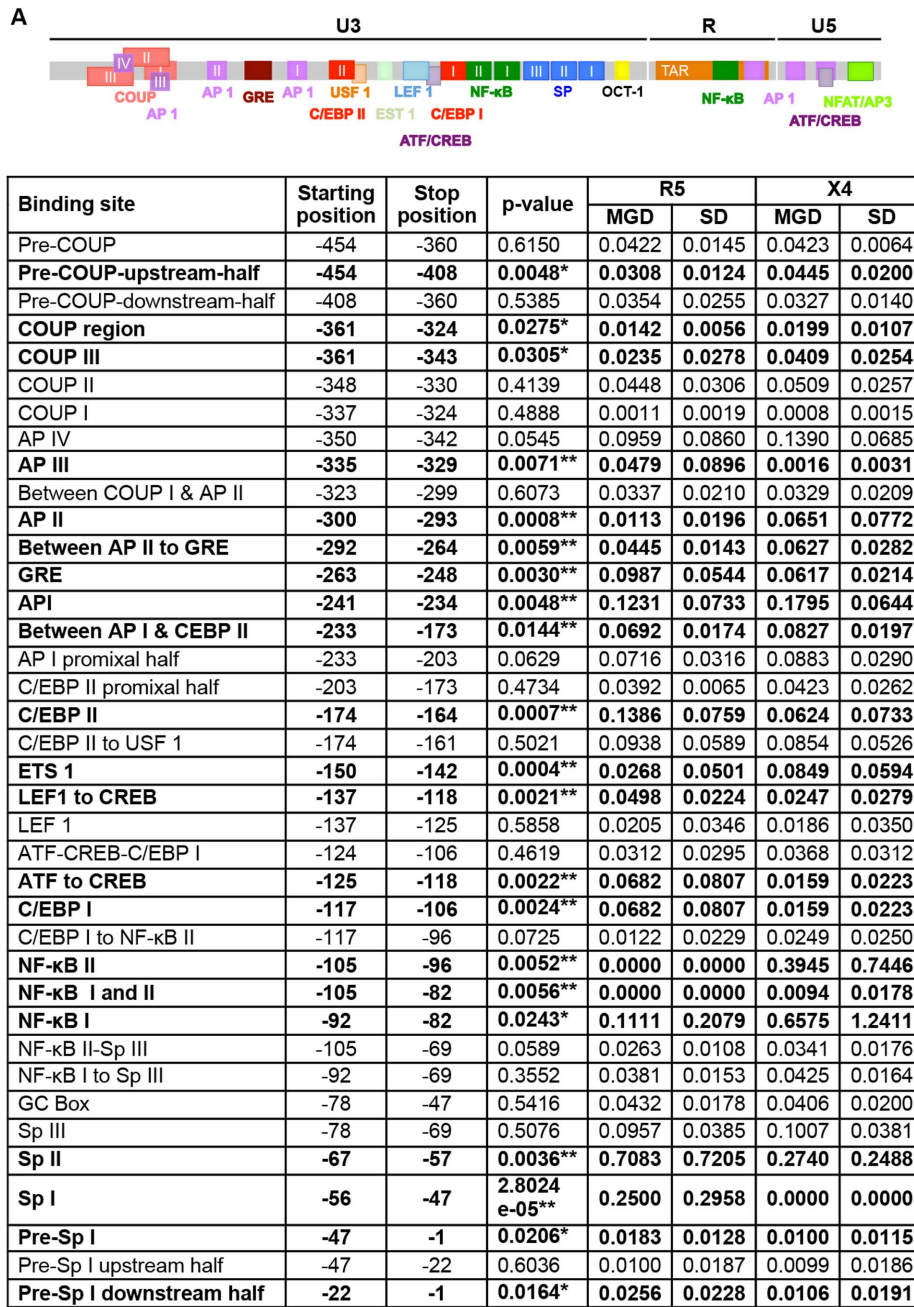 A
U3 R U5
IV II
III I
III
II I II I II I III II I TAR
COUP AP 1 GRE AP 1 USF 1 LEF 1 NF-κB SP OCT-1 NF-κB AP 1 NFAT/AP3
AP 1 C/EBP II EST 1 C/EBP I ATF/CREB
ATF/CREB
Binding site Starting position Stop position p-value R5 X4
MGD SD MGD SD
Pre-COUP -454 -360 0.6150 0.0422 0.0145 0.0423 0.0064
Pre-COUP-upstream-half -454 -408 0.0048* 0.0308 0.0124 0.0445 0.0200
Pre-COUP-downstream-half -408 -360 0.5385 0.0354 0.0255 0.0327 0.0140
COUP region -361 -324 0.0275* 0.0142 0.0056 0.0199 0.0107
COUP III -361 -343 0.0305* 0.0235 0.0278 0.0409 0.0254
COUP II -348 -330 0.4139 0.0448 0.0306 0.0509 0.0257
COUP I -337 -324 0.4888 0.0011 0.0019 0.0008 0.0015
AP IV -350 -342 0.0545 0.0959 0.0860 0.1390 0.0685
AP III -335 -329 0.0071** 0.0479 0.0896 0.0016 0.0031
Between COUP I & AP II -323 -299 0.6073 0.0337 0.0210 0.0329 0.0209
AP II -300 -293 0.0008** 0.0113 0.0196 0.0651 0.0772
Between AP II to GRE -292 -264 0.0059** 0.0445 0.0143 0.0627 0.0282
GRE -263 -248 0.0030** 0.0987 0.0544 0.0617 0.0214
API -241 -234 0.0048** 0.1231 0.0733 0.1795 0.0644
Between AP I & CEBP II -233 -173 0.0144** 0.0692 0.0174 0.0827 0.0197
AP I promixal half -233 -203 0.0629 0.0716 0.0316 0.0883 0.0290
C/EBP II promixal half -203 -173 0.4734 0.0392 0.0065 0.0423 0.0262
C/EBP II -174 -164 0.0007** 0.1386 0.0759 0.0624 0.0733
C/EBP II to USF 1 -174 -161 0.5021 0.0938 0.0589 0.0854 0.0526
ETS 1 -150 -142 0.0004** 0.0268 0.0501 0.0849 0.0594
LEF1 to CREB -137 -118 0.0021** 0.0498 0.0224 0.0247 0.0279
LEF 1 -137 -125 0.5858 0.0205 0.0346 0.0186 0.0350
ATF-CREB-C/EBP I -124 -106 0.4619 0.0312 0.0295 0.0368 0.0312
ATF to CREB -125 -118 0.0022** 0.0682 0.0807 0.0159 0.0223
C/EBP I -117 -106 0.0024** 0.0682 0.0807 0.0159 0.0223
C/EBP I to NF-κB II -117 -96 0.0725 0.0122 0.0229 0.0249 0.0250
NF-κB II -105 -96 0.0052** 0.0000 0.0000 0.3945 0.7446
NF-κB I and II -105 -82 0.0056** 0.0000 0.0000 0.0094 0.0178
NF-κB I -92 -82 0.0243* 0.1111 0.2079 0.6575 1.2411
NF-κB II-Sp III -105 -69 0.0589 0.0263 0.0108 0.0341 0.0176
NF-κB I to Sp III -92 -69 0.3552 0.0381 0.0153 0.0425 0.0164
GC Box -78 -47 0.5416 0.0432 0.0178 0.0406 0.0200
Sp III -78 -69 0.5076 0.0957 0.0385 0.1007 0.0381
Sp II -67 -57 0.0036** 0.7083 0.7205 0.2740 0.2488
Sp I -56 -47 2.8024 e-05** 0.2500 0.2958 0.0000 0.0000
Pre-Sp I -47 -1 0.0206* 0.0183 0.0128 0.0100 0.0115
Pre-Sp I upstream half -47 -22 0.6036 0.0100 0.0187 0.0099 0.0186
Pre-Sp I downstream half -22 -1 0.0164* 0.0256 0.0228 0.0106 0.0191